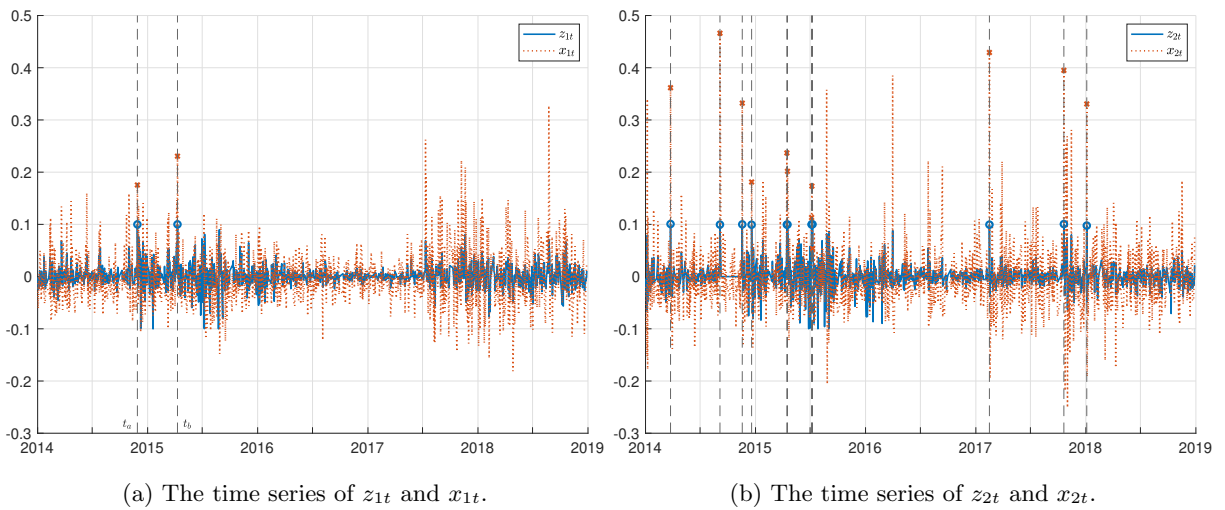 0.5
0.4
0.3
0.2
0.1
0
-0.1
-0.2
-0.3
2014 2015 2016 2017 2018 2019
z1t
x1t
ta tb
(a) The time series of z1t and x1t.
0.5
0.4
0.3
0.2
0.1
0
-0.1
-0.2
-0.3
2014 2015 2016 2017 2018 2019
z2t
x2t
(b) The time series of z2t and x2t.